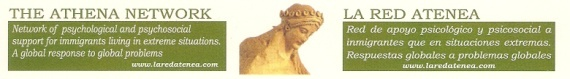 THE ATHENA NETWORK
Network of psychological and psychosocial
support for immigrants living in extreme situations.
A global response to global problems
www.laredatenea.com
LA RED ATENEA
Red de apoyo psicológico y psicosocial a
inmigrantes que en situaciones extremas.
Respuestas globales a problemas globales
www.laredatenea.com